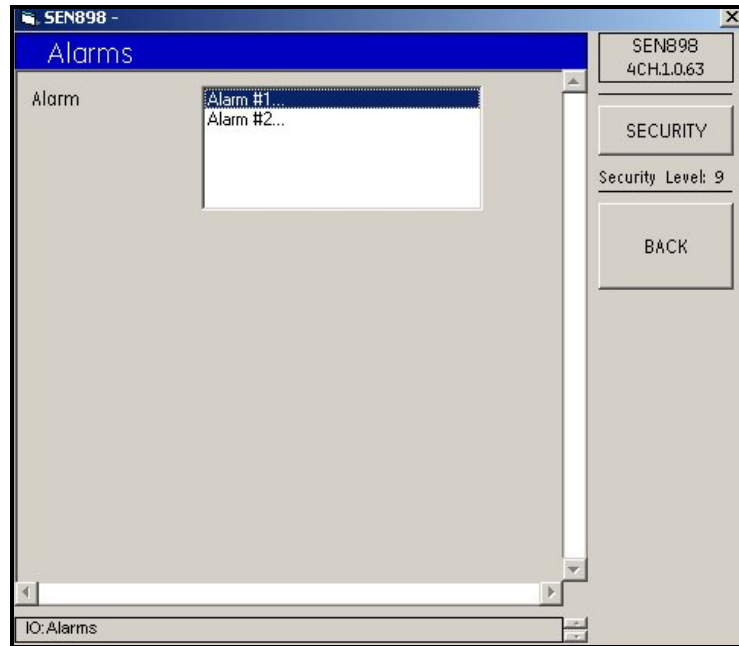 SEN898 -
Alarms
SEN898
4CH.1.0.63
Alarm
Alarm #1...
Alarm #2...
SECURITY
Security Level: 9
BACK
IO:Alarms